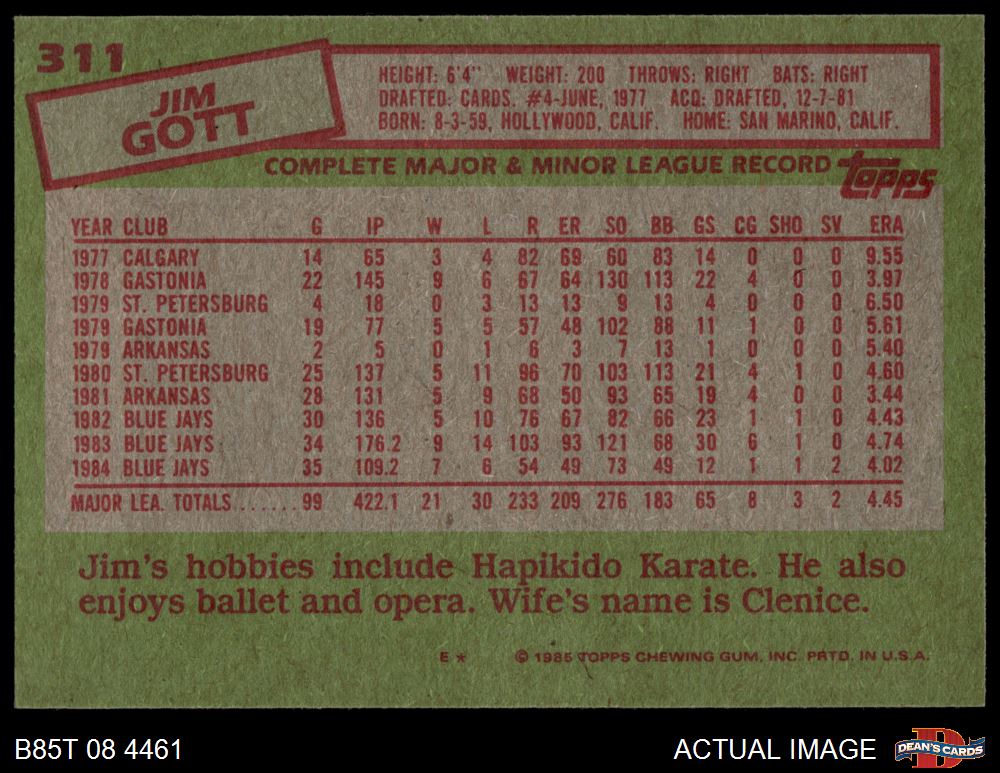 311
JIM
GOTT
HEIGHT: 6'4" WEIGHT: 200 THROWS: RIGHT BATS: RIGHT
DRAFTED: CARDS. #4-JUNE, 1977 ACQ: DRAFTED, 12-7-81
BORN: 8-3-59, HOLLYWOOD, CALIF. HOME: SAN MARINO, CALIF.
COMPLETE MAJOR & MINOR LEAGUE RECORD topps
YEAR CLUB G IP W L R ER SO BB GS CG SHO SV ERA
1977 CALGARY 14 65 3 4 82 69 60 83 14 0 0 0 9.55
1978 GASTONIA 22 145 9 6 67 64 130 113 22 4 0 0 3.97
1979 ST. PETERSBURG 4 18 0 3 13 13 9 13 4 0 0 0 6.50
1979 GASTONIA 19 77 5 5 57 48 102 88 11 1 0 0 5.61
1979 ARKANSAS 2 5 0 1 6 3 7 13 1 0 0 0 5.40
1980 ST. PETERSBURG 25 137 5 11 96 70 103 113 21 4 1 0 4.60
1981 ARKANSAS 28 131 5 9 68 50 93 65 19 4 0 0 3.44
1982 BLUE JAYS 30 136 5 10 76 67 82 66 23 1 1 0 4.43
1983 BLUE JAYS 34 176.2 9 14 103 93 121 68 30 6 1 0 4.74
1984 BLUE JAYS 35 109.2 7 6 54 49 73 49 12 1 1 2 4.02
MAJOR LEA. TOTALS....... 99 422.1 21 30 233 209 276 183 65 8 3 2 4.45
Jim's hobbies include Hapikido Karate. He also
enjoys ballet and opera. Wife's name is Clenice.
E * © 1985 TOPPS CHEWING GUM, INC. PRTD. IN U.S.A.
B85T 08 4461 ACTUAL IMAGE D DEAN'S CARDS